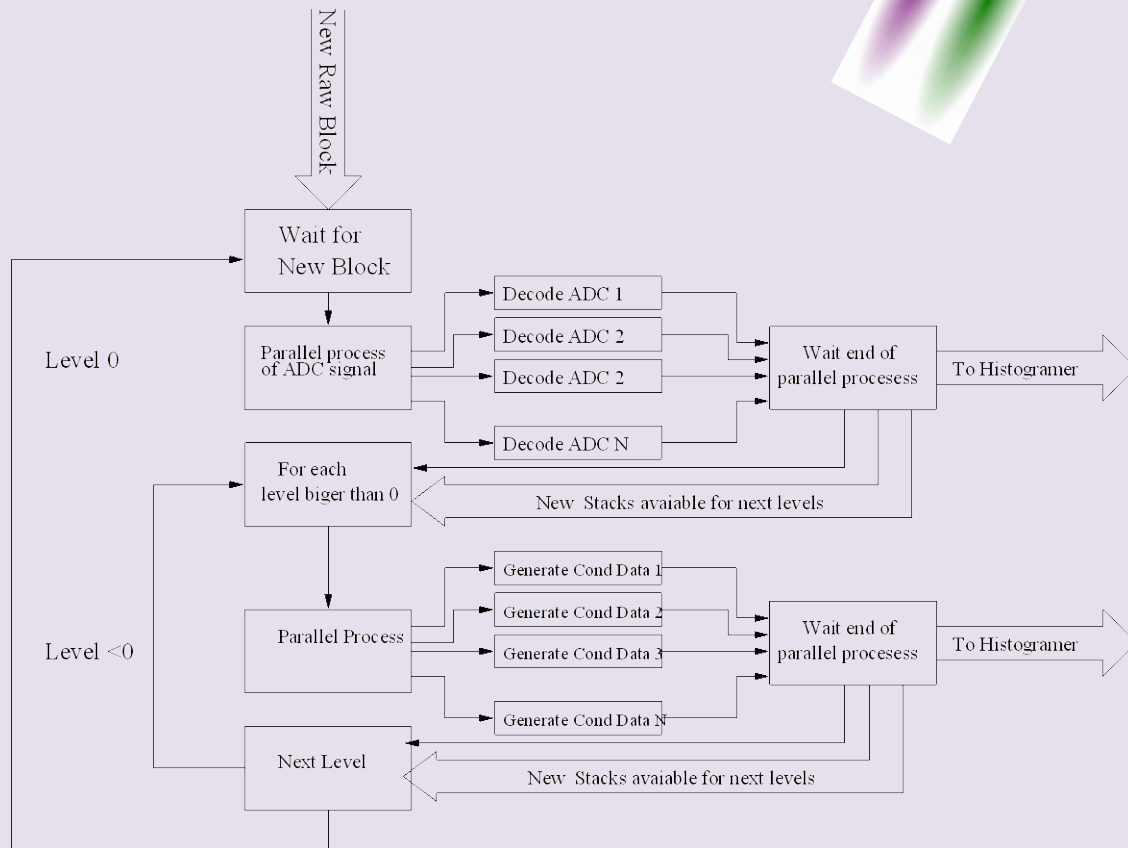 New Raw Block
Wait for
New Block
Level 0
Parallel process
of ADC signal
Decode ADC 1
Decode ADC 2
Decode ADC 2
Decode ADC N
Wait end of
parallel procesess
To Histogramer
For each
level biger than 0
New Stacks avaiable for next levels
Level <0
Parallel Process
Generate Cond Data 1
Generate Cond Data 2
Generate Cond Data 3
Generate Cond Data N
Wait end of
parallel procesess
To Histogramer
Next Level
New Stacks avaiable for next levels